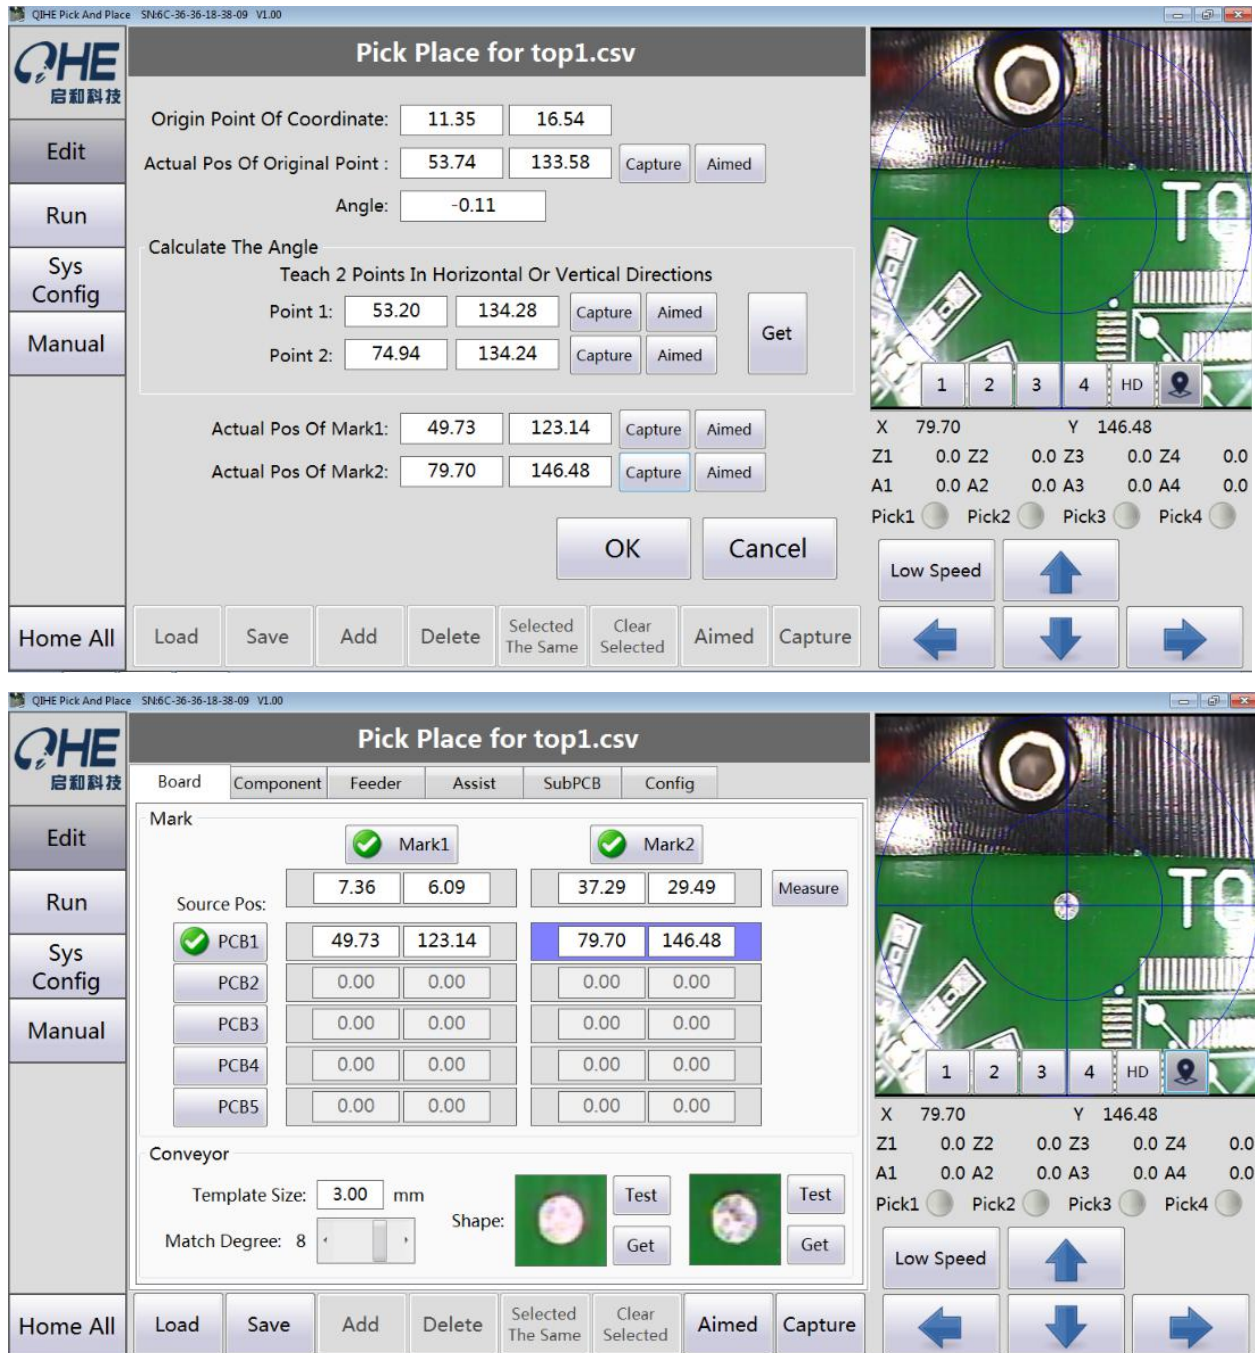 QIHE Pick And Place SN:6C-36-36-18-38-09 V1.00
QHE
启和科技
Pick Place for top1.csv
Edit
Run
Sys
Config
Manual
Home All
Origin Point Of Coordinate: 11.35 16.54
Actual Pos Of Original Point : 53.74 133.58 Capture Aimed
Angle: -0.11
Calculate The Angle
Teach 2 Points In Horizontal Or Vertical Directions
Point 1: 53.20 134.28 Capture Aimed
Get
Point 2: 74.94 134.24 Capture Aimed
Actual Pos Of Mark1: 49.73 123.14 Capture Aimed
Actual Pos Of Mark2: 79.70 146.48 Capture Aimed
OK Cancel
Load Save Add Delete Selected The Same Clear Selected Aimed Capture
1 2 3 4 HD
X 79.70 Y 146.48
Z1 0.0 Z2 0.0 Z3 0.0 Z4 0.0
A1 0.0 A2 0.0 A3 0.0 A4 0.0
Pick1 Pick2 Pick3 Pick4
Low Speed
QIHE Pick And Place SN:6C-36-36-18-38-09 V1.00
QHE
启和科技
Pick Place for top1.csv
Edit
Run
Sys
Config
Manual
Home All
Board Component Feeder Assist SubPCB Config
Mark
Mark1 Mark2
Source Pos: 7.36 6.09 37.29 29.49 Measure
PCB1 49.73 123.14 79.70 146.48
PCB2 0.00 0.00 0.00 0.00
PCB3 0.00 0.00 0.00 0.00
PCB4 0.00 0.00 0.00 0.00
PCB5 0.00 0.00 0.00 0.00
Conveyor
Template Size: 3.00 mm
Match Degree: 8
Shape: Test Get Test Get
Load Save Add Delete Selected The Same Clear Selected Aimed Capture
1 2 3 4 HD
X 79.70 Y 146.48
Z1 0.0 Z2 0.0 Z3 0.0 Z4 0.0
A1 0.0 A2 0.0 A3 0.0 A4 0.0
Pick1 Pick2 Pick3 Pick4
Low Speed